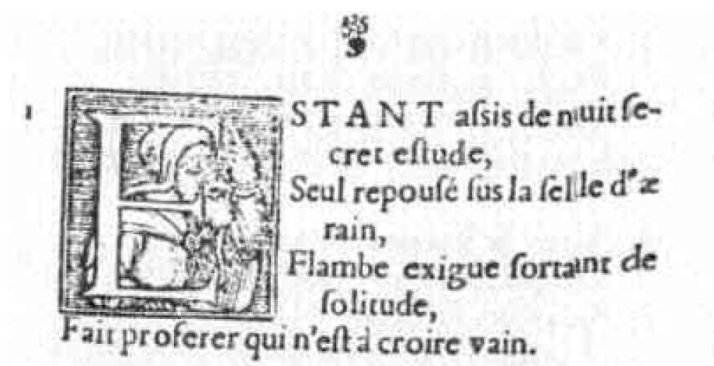 1 ESTANT aſsis de nuit ſe-
cret eſtude,
Seul repouſé ſus la ſelle d'æ
rain,
Flambe exigue ſortant de
ſolitude,
Fait proferer qui n'eſt à croire vain.